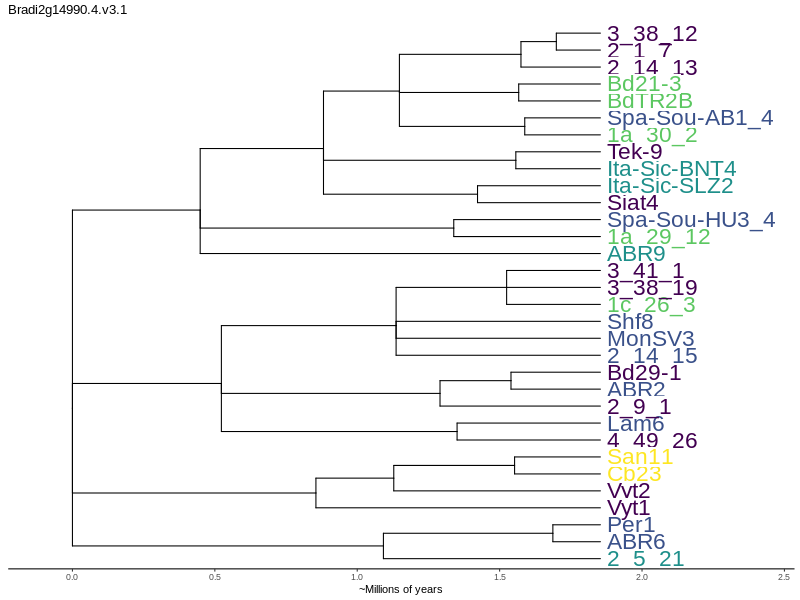 Bradi2g14990.4.v3.1
3_38_12
2_1_7
2_14_13
Bd21-3
BdTR2B
Spa-Sou-AB1_4
1a_30_2
Tek-9
Ita-Sic-BNT4
Ita-Sic-SLZ2
Siat4
Spa-Sou-HU3_4
1a_29_12
ABR9
3_41_1
3_38_19
1c_26_3
Shf8
MonSV3
2_14_15
Bd29-1
ABR2
2_9_1
Lam6
4_49_26
San11
Cb23
Vyt2
Vyt1
Per1
ABR6
2_5_21
0.0 0.5 1.0 1.5 2.0 2.5
~Millions of years